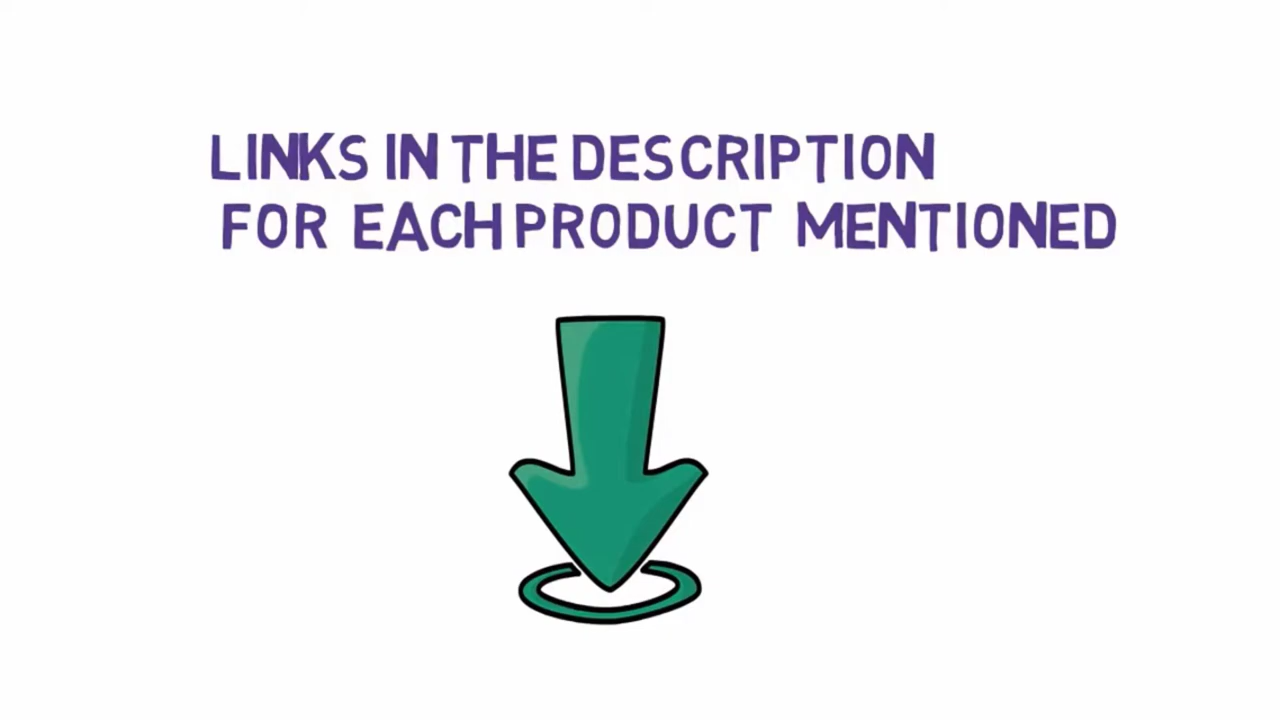 LINKS IN THE DESCRIPTION
FOR EACH PRODUCT MENTIONED